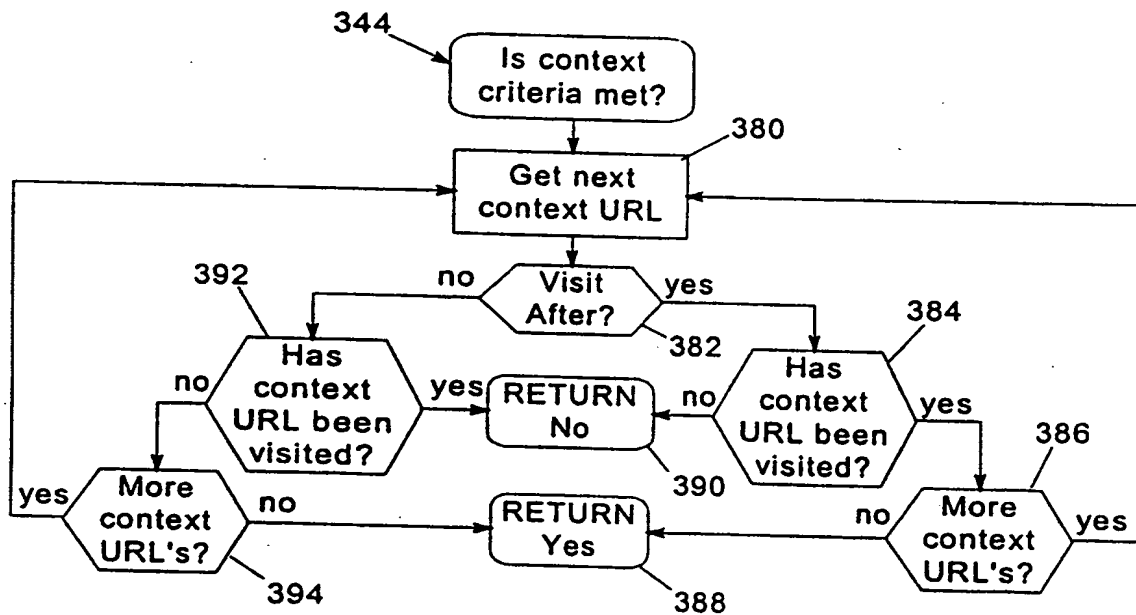 344
Is context
criteria met?
380
Get next
context URL
392
no
Visit
After?
yes
382
384
Has
context
URL been
visited?
no
yes
RETURN
No
390
no
Has
context
URL been
visited?
yes
386
yes
More
context
URL's?
no
394
RETURN
Yes
388
no
More
context
URL's?
yes